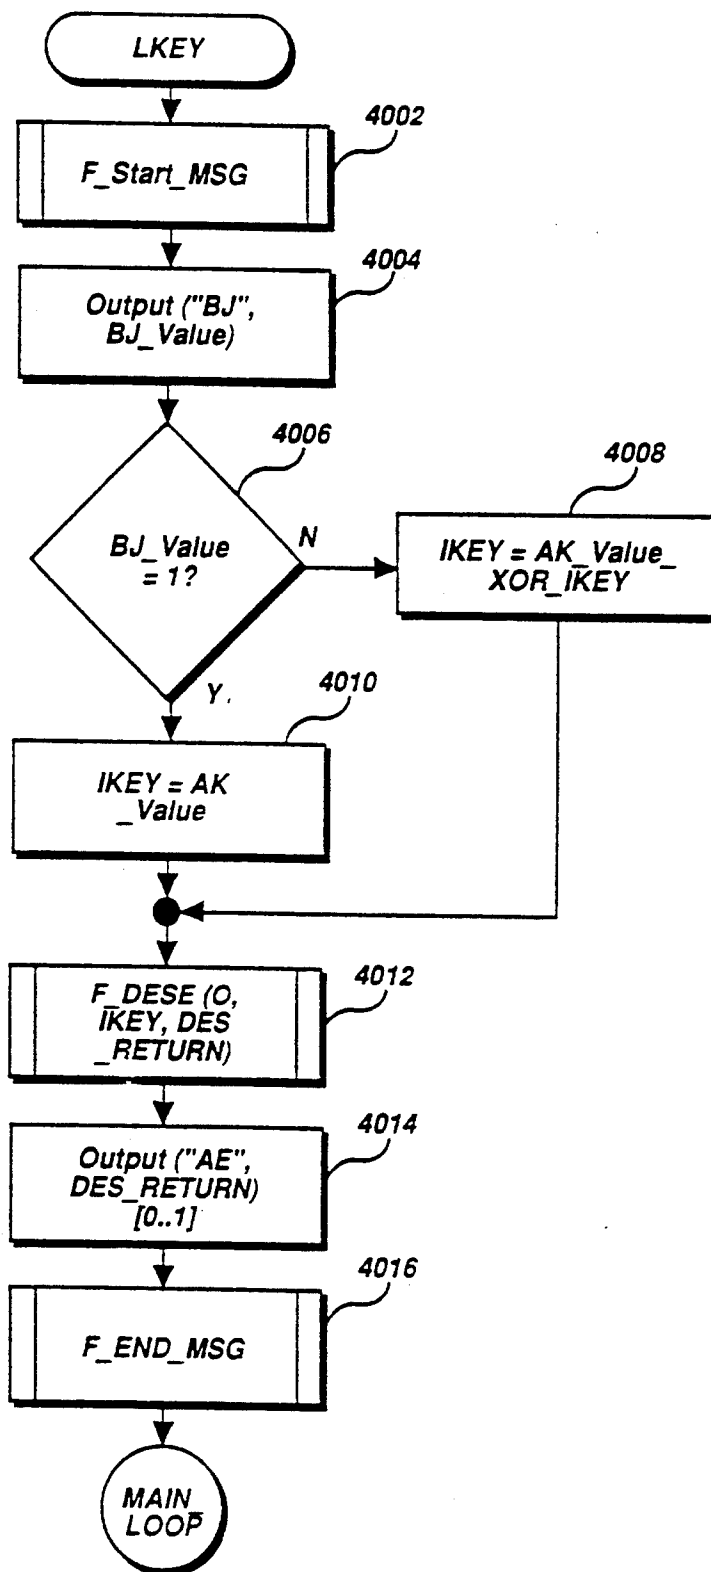 LKEY
4002
F_Start_MSG
4004
Output ("BJ",
BJ_Value)
4006
BJ_Value
= 1?
N
4008
IKEY = AK_Value_
XOR_IKEY
Y.
4010
IKEY = AK
_Value
4012
F_DESE (O,
IKEY, DES
_RETURN)
4014
Output ("AE",
DES_RETURN)
[0..1]
4016
F_END_MSG
MAIN_
LOOP